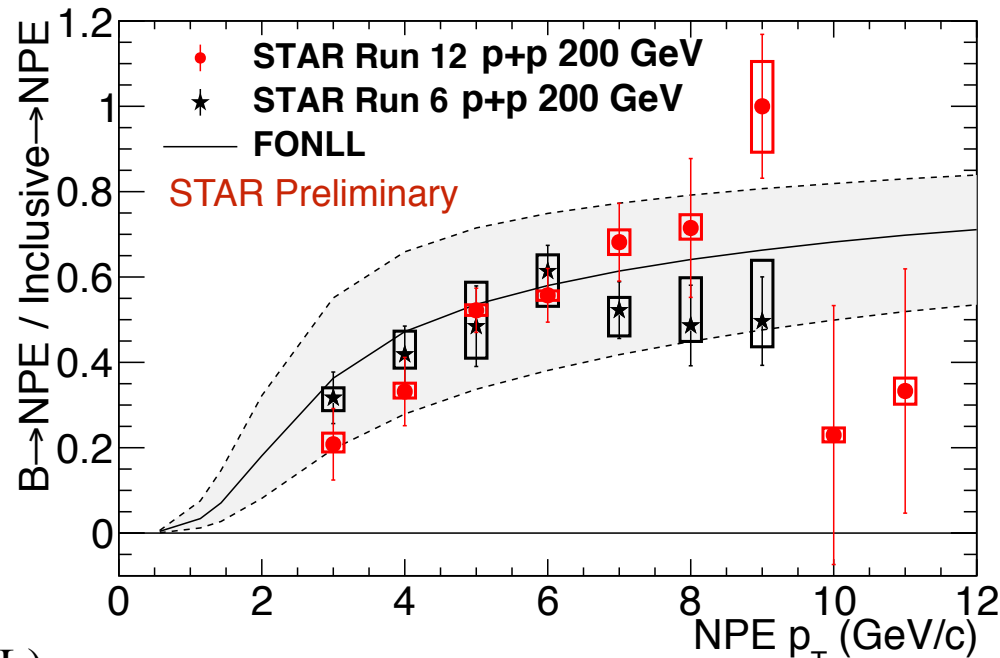 B→NPE / Inclusive→NPE
1.2
1
0.8
0.6
0.4
0.2
0
STAR Run 12 p+p 200 GeV
STAR Run 6 p+p 200 GeV
FONLL
STAR Preliminary
0 2 4 6 8 10 12
NPE p_T (GeV/c)